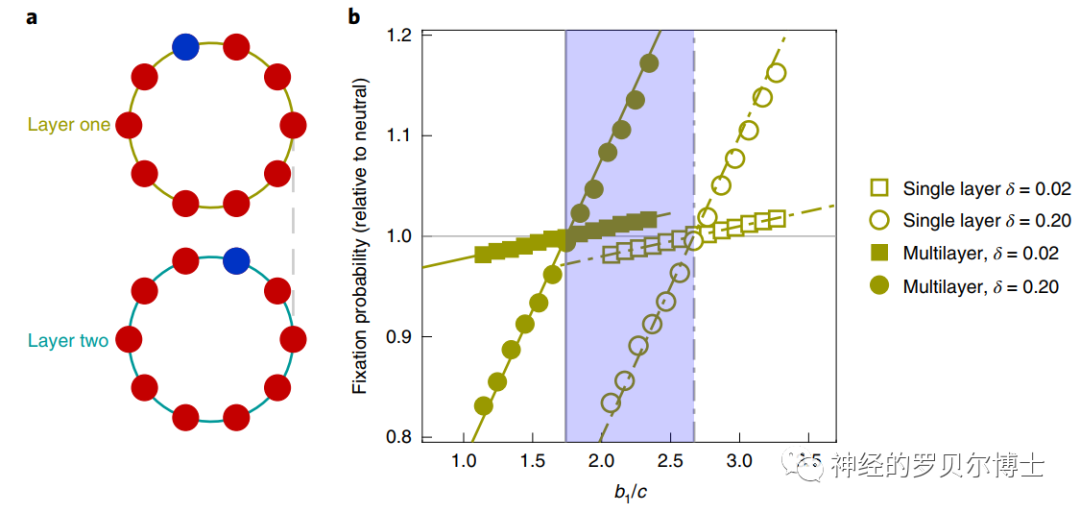 a
Layer one
Layer two
b
Fixation probability (relative to neutral)
1.2
1.1
1.0
0.9
0.8
1.0
1.5
2.0
2.5
3.0
3.5
b₁/c
Single layer δ = 0.02
Single layer δ = 0.20
Multilayer, δ = 0.02
Multilayer, δ = 0.20
神经的罗贝尔博士